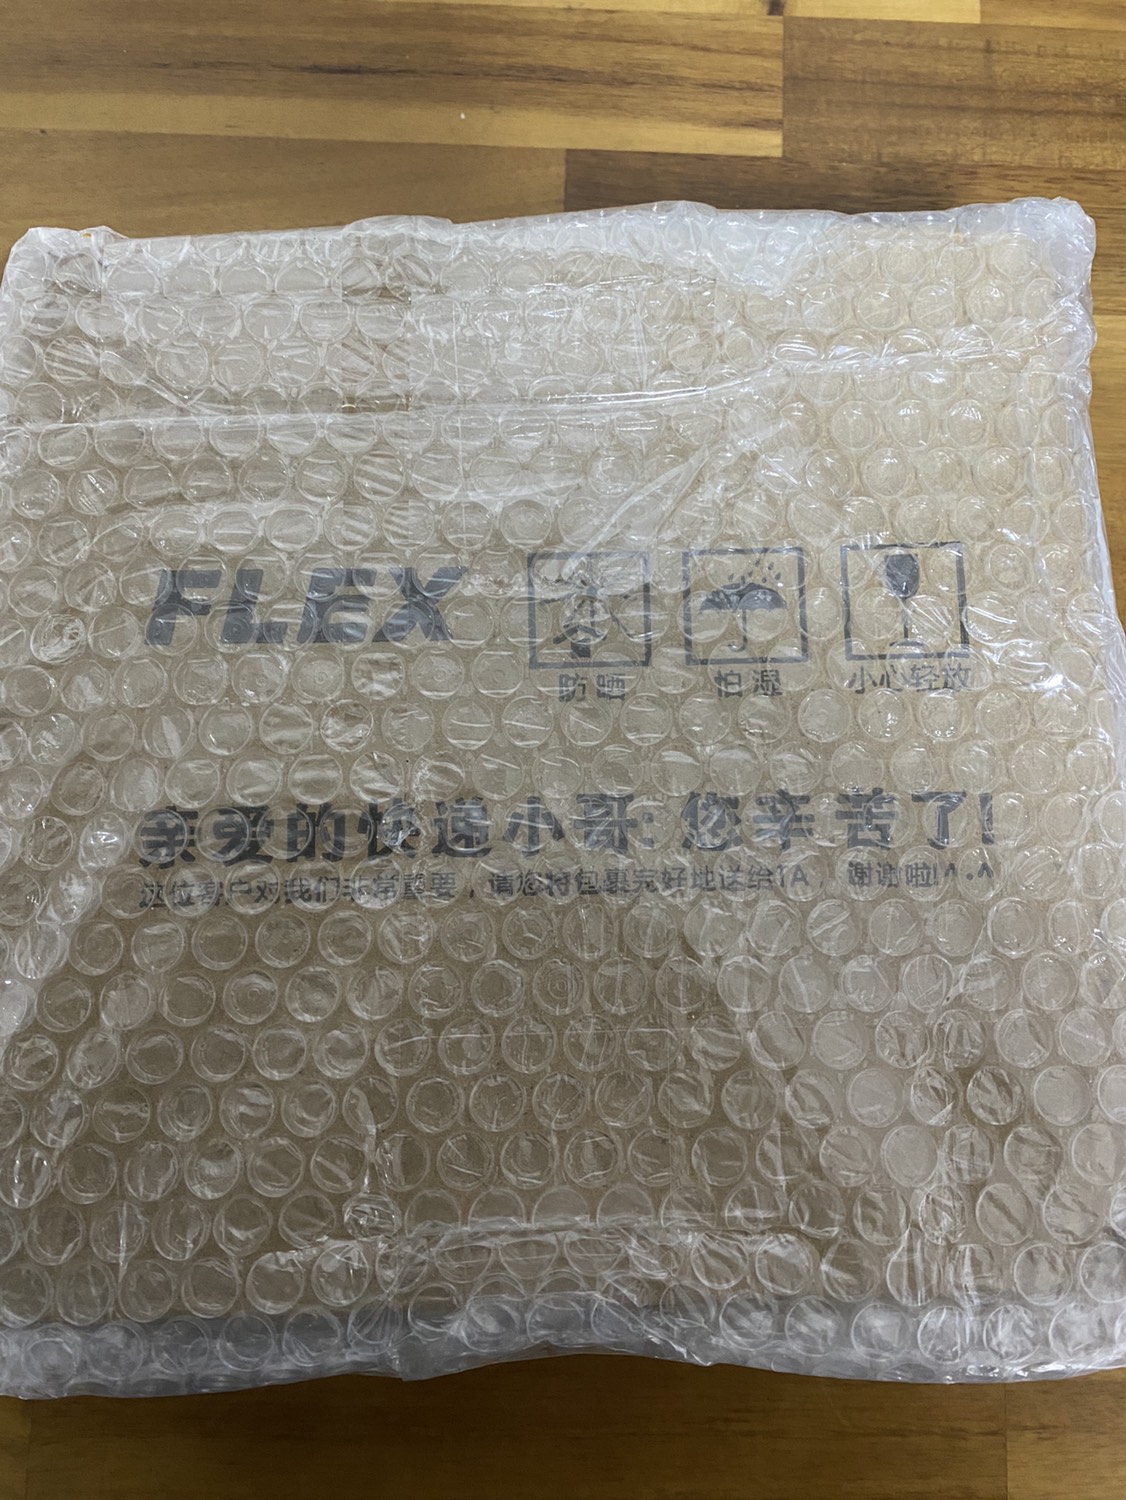 FLEX
防晒 怕湿 小心轻放
亲爱的快递小哥: 您辛苦了!
这位客户对我们非常重要，请您将包裹完好地送给TA，谢谢啦!^·^